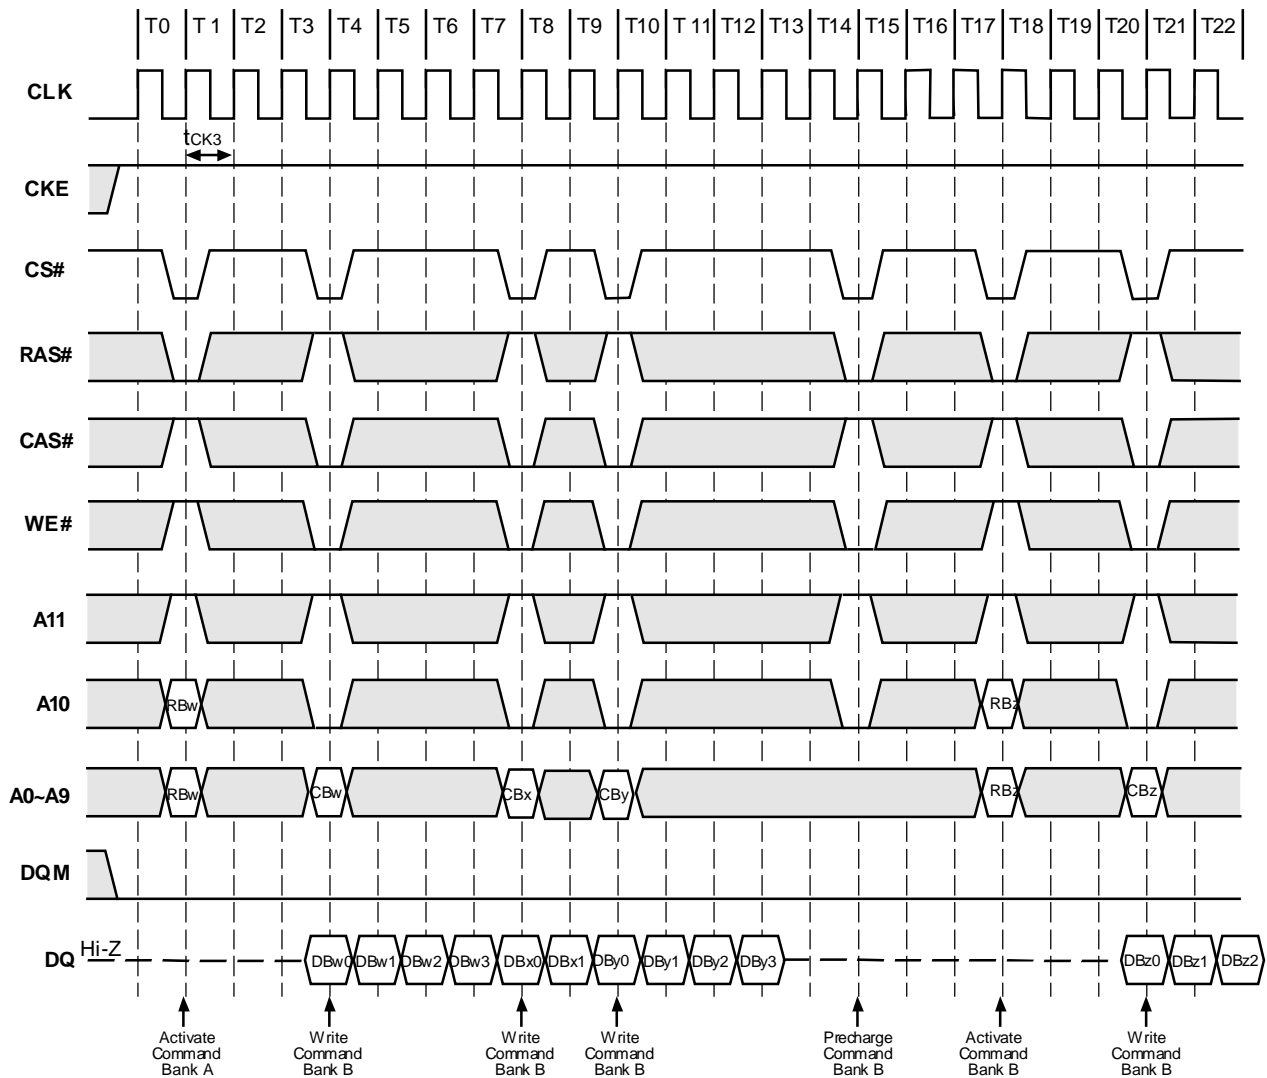 T0 T 1 T2 T3 T4 T5 T6 T7 T8 T9 T10 T 11 T12 T13 T14 T15 T16 T17 T18 T19 T20 T21 T22
CLK
tCK3
CKE
CS#
RAS#
CAS#
WE#
A11
A10 RBw RBz
A0~A9 RBw CBw CBx CBy RBz CBz
DQM
DQ Hi-Z DBw0 DBw1 DBw2 DBw3 DBx0 DBx1 DBy0 DBy1 DBy2 DBy3 DBz0 DBz1 DBz2
Activate
Command
Bank A
Write
Command
Bank B
Write
Command
Bank B
Write
Command
Bank B
Precharge
Command
Bank B
Activate
Command
Bank B
Write
Command
Bank B